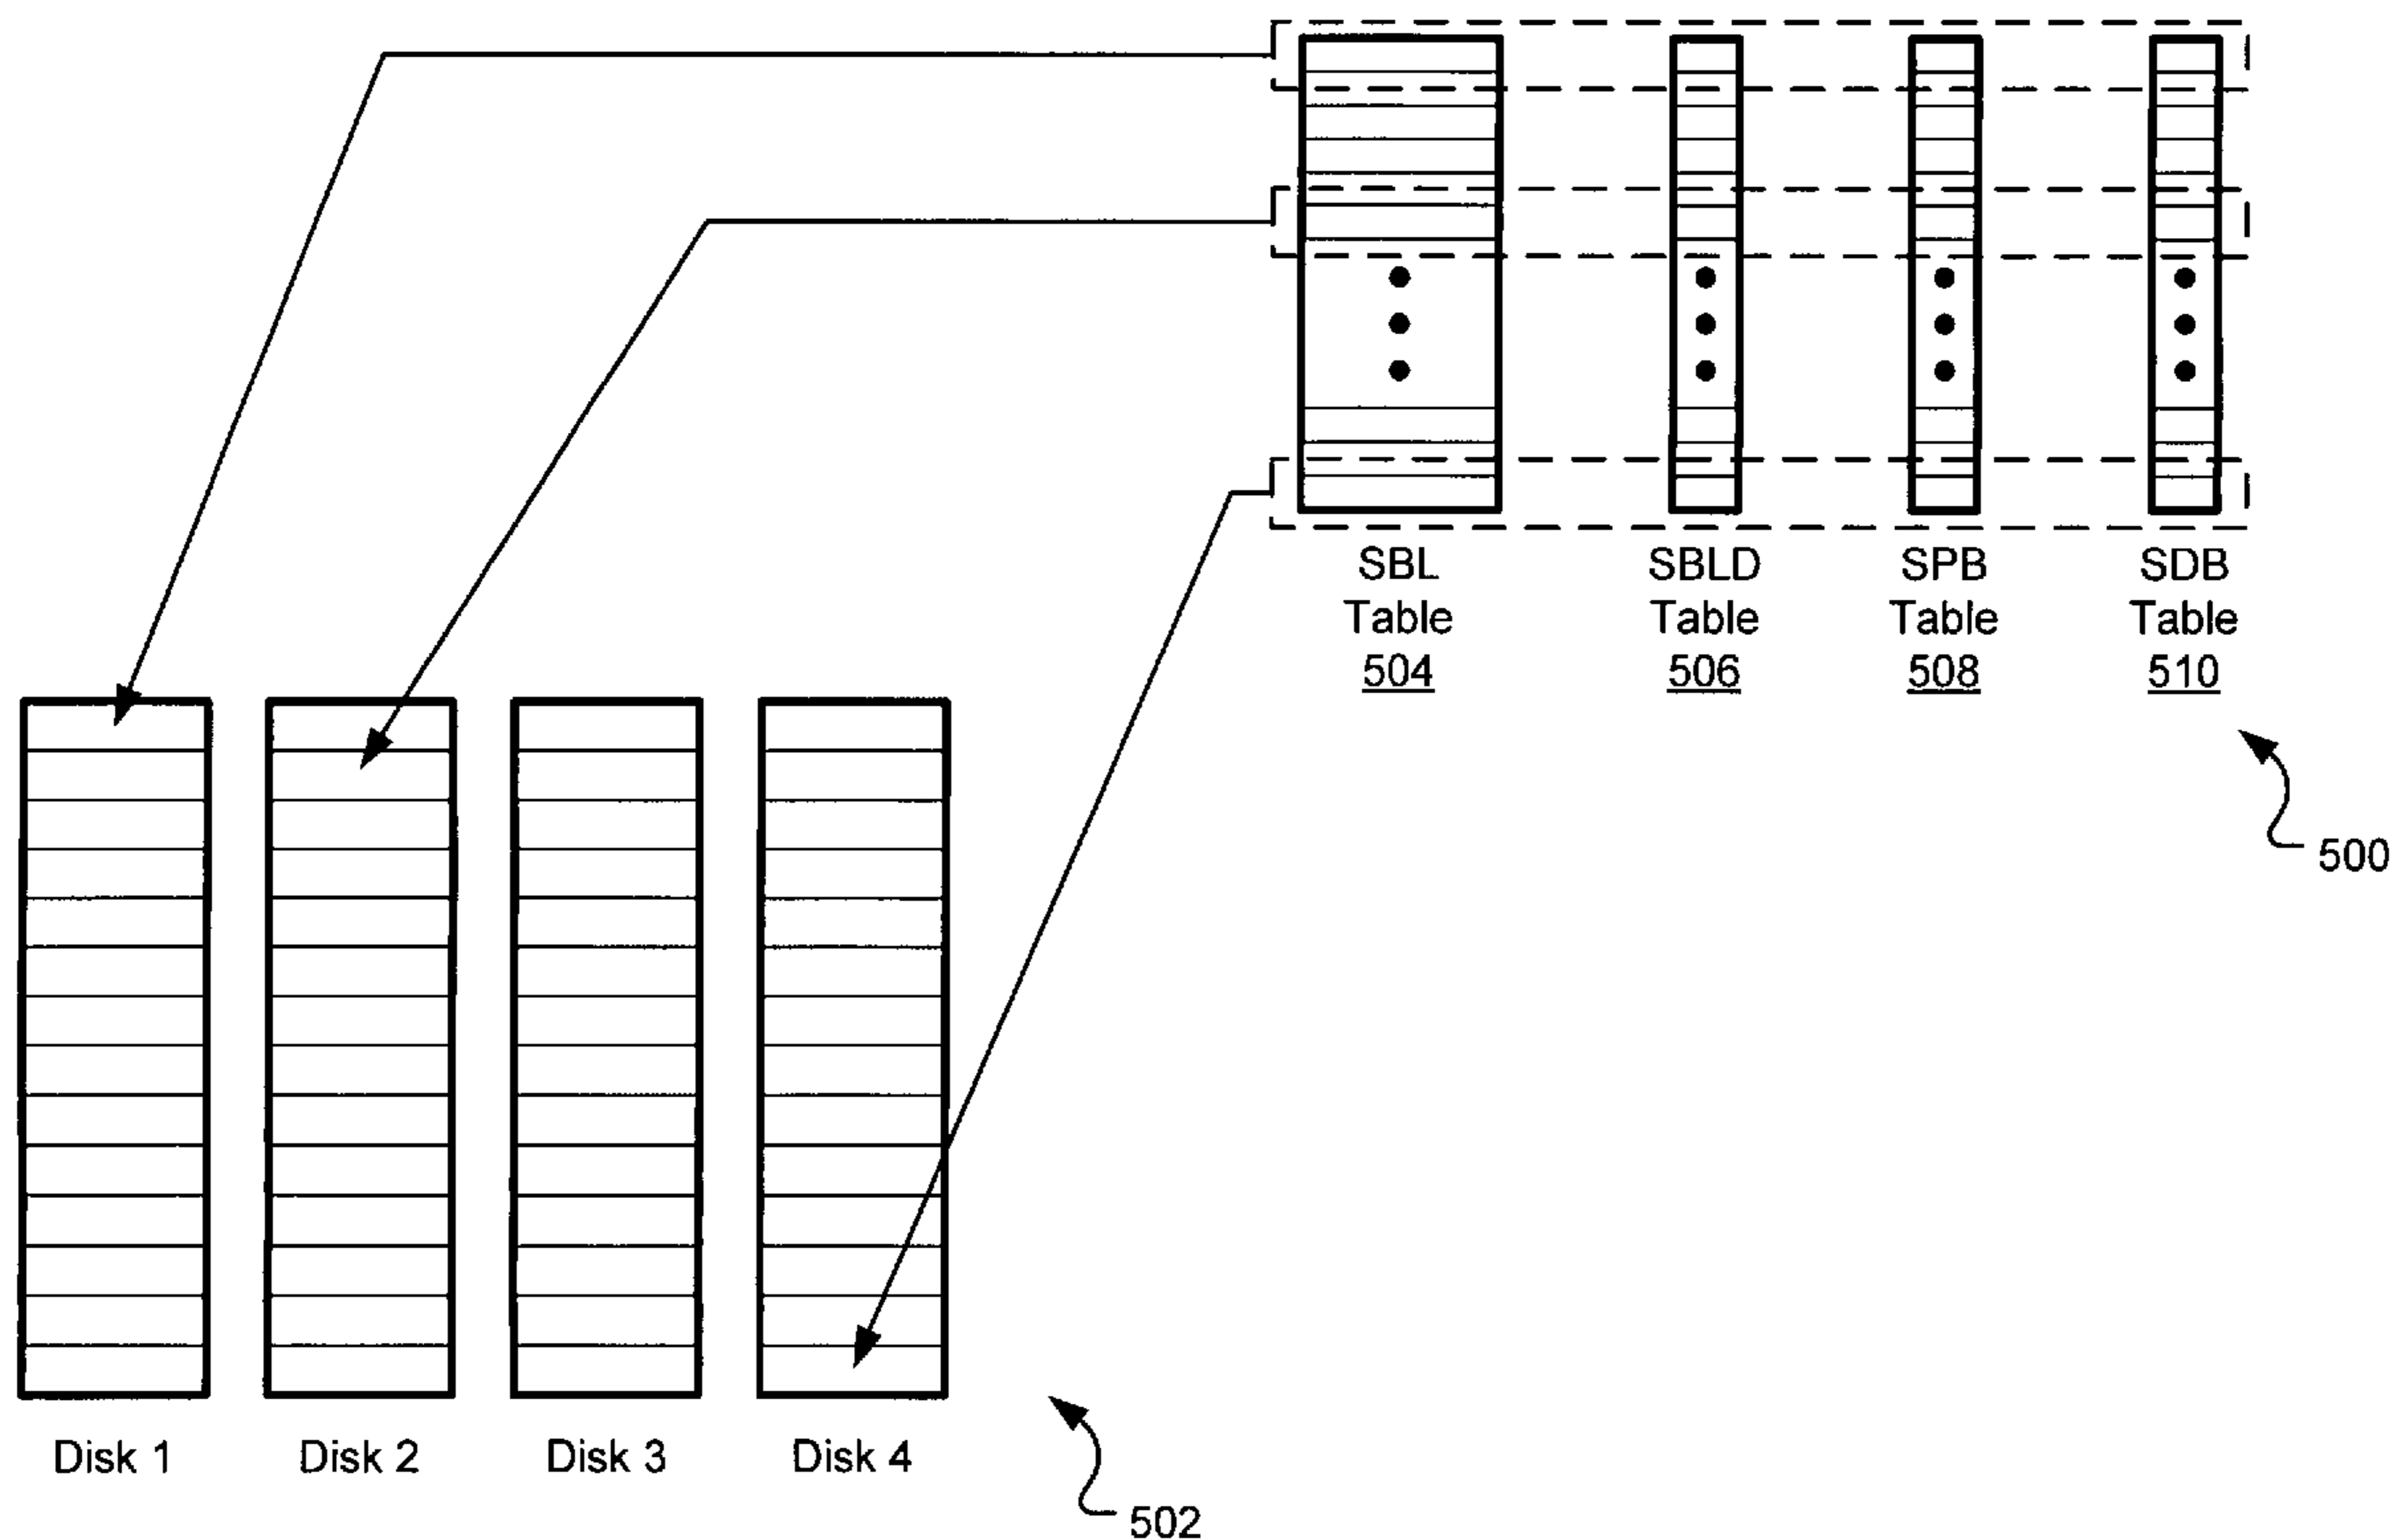 SBL SBLD SPB SDB
Table Table Table Table
504 506 508 510
500
Disk 1 Disk 2 Disk 3 Disk 4
502